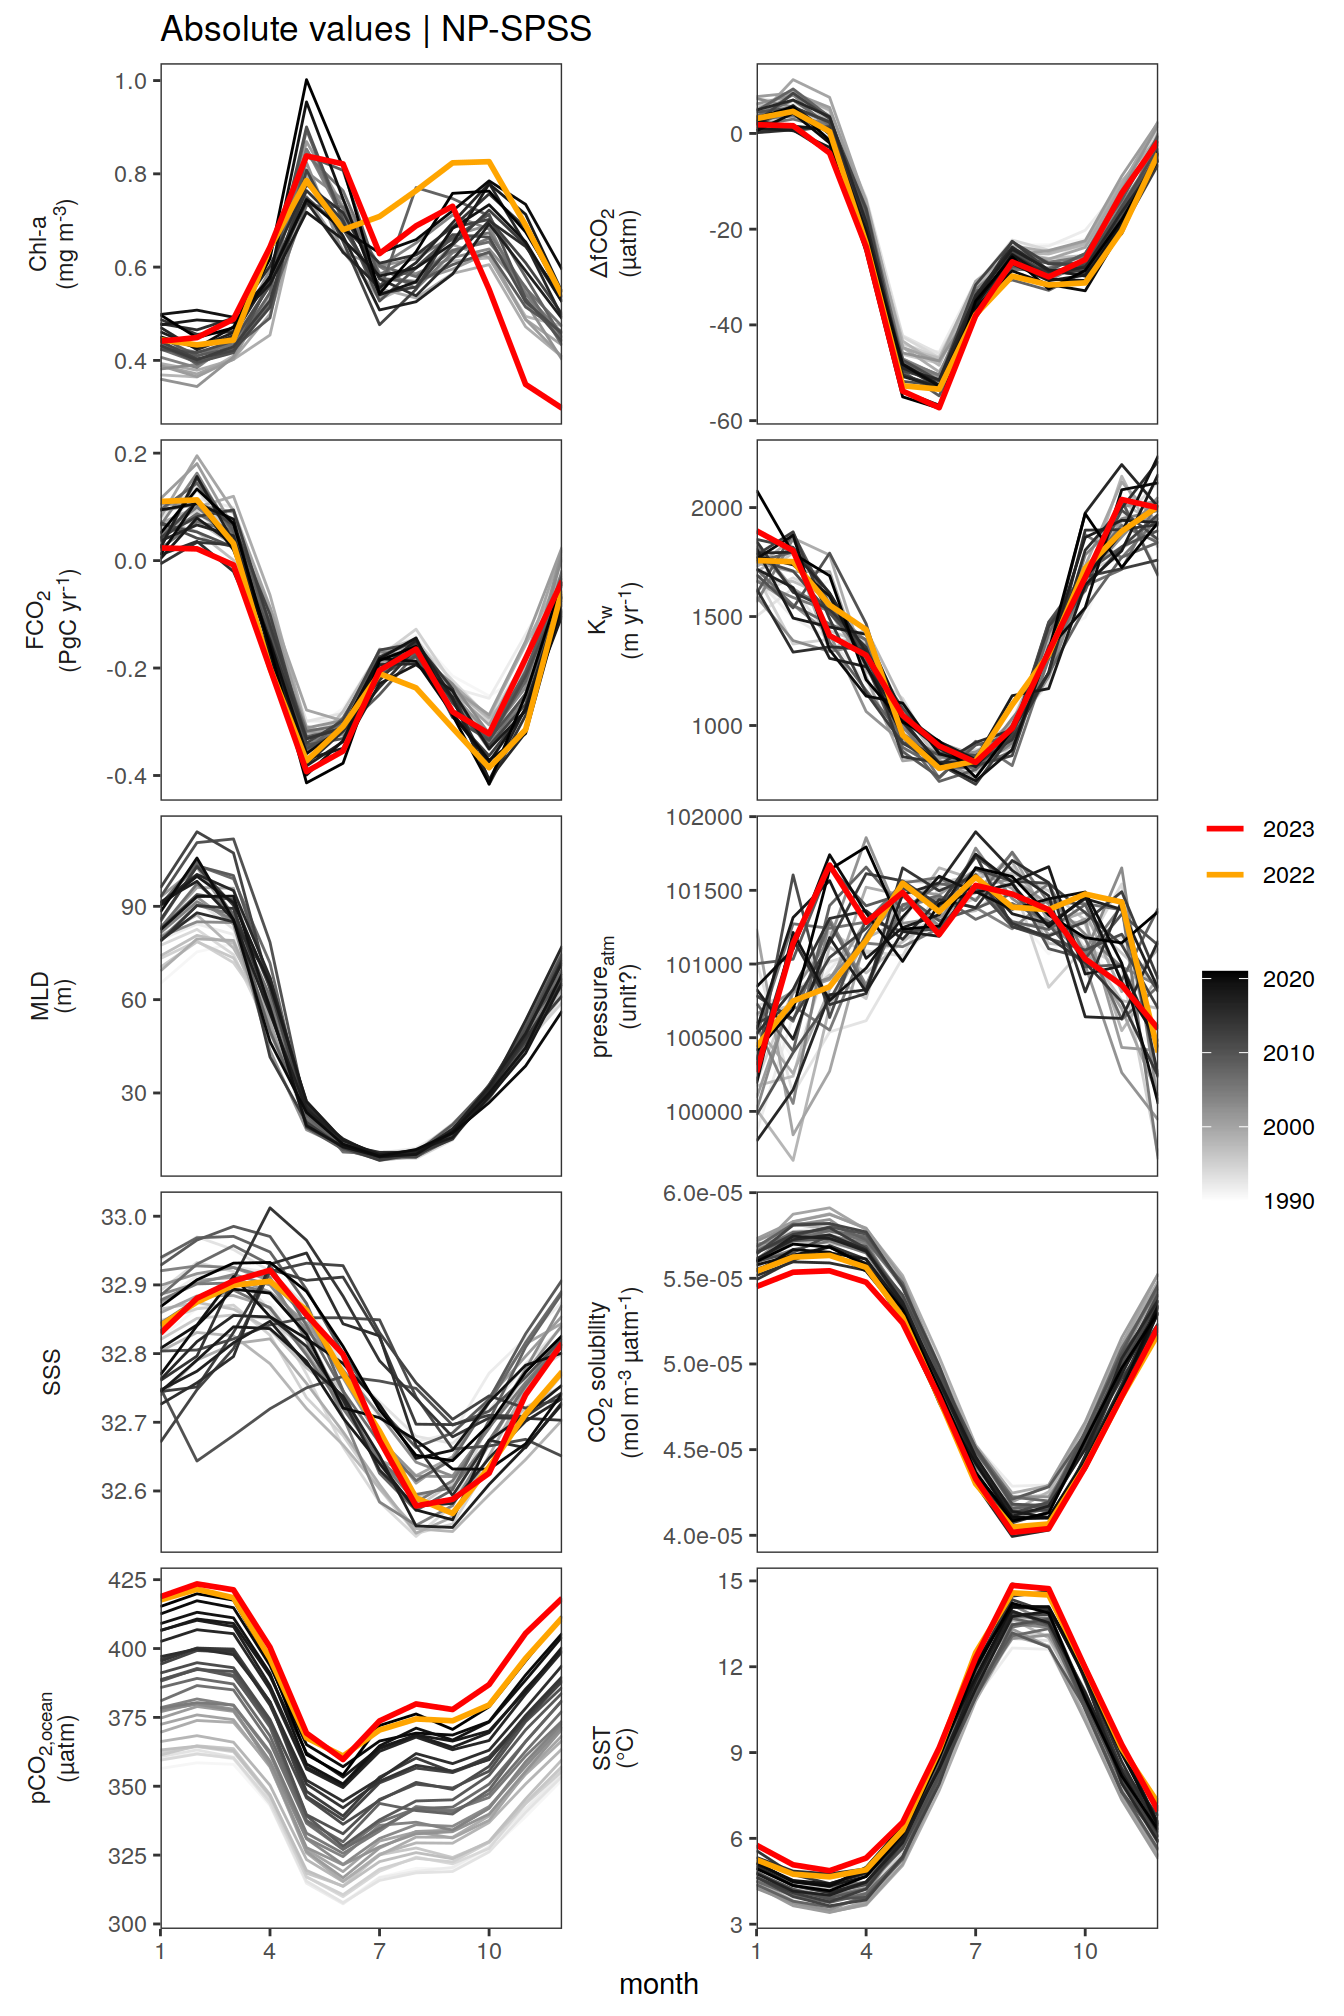 Absolute values | NP-SPSS
Chl-a
(mg m⁻³)
1.0
0.8
0.6
0.4
ΔfCO₂
(µatm)
0
-20
-40
-60
FCO₂
(PgC yr⁻¹)
0.2
0.0
-0.2
-0.4
K_w
(m yr⁻¹)
2000
1500
1000
MLD
(m)
90
60
30
pressure_atm
(unit?)
102000
101500
101000
100500
100000
SSS
33.0
32.9
32.8
32.7
32.6
CO₂ solubility
(mol m⁻³ µatm⁻¹)
6.0e-05
5.5e-05
5.0e-05
4.5e-05
4.0e-05
pCO₂,ocean
(µatm)
425
400
375
350
325
300
SST
(°C)
15
12
9
6
3
1 4 7 10
1 4 7 10
month
2023
2022
2020
2010
2000
1990